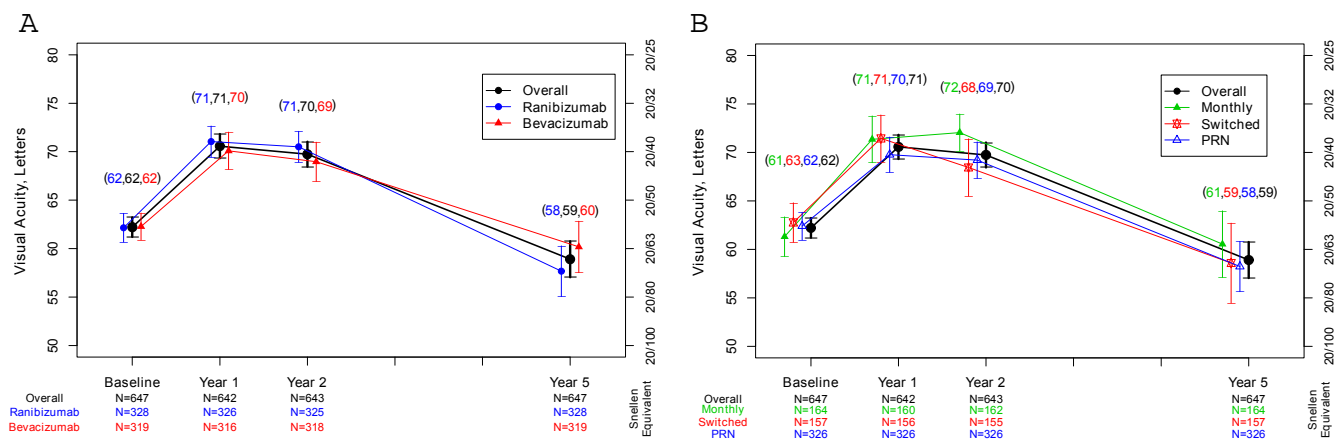 A
Visual Acuity, Letters
80
75
70
65
60
55
50
20/25
20/32
20/40
20/50
20/63
20/80
20/100
Snellen
Equivalent
Overall
Ranibizumab
Bevacizumab
(62,62,62)
(71,71,70)
(71,70,69)
(58,59,60)
Baseline Year 1 Year 2 Year 5
Overall N=647 N=642 N=643 N=647
Ranibizumab N=328 N=326 N=325 N=328
Bevacizumab N=319 N=316 N=318 N=319
B
Visual Acuity, Letters
80
75
70
65
60
55
50
20/25
20/32
20/40
20/50
20/63
20/80
20/100
Snellen
Equivalent
Overall
Monthly
Switched
PRN
(61,63,62,62)
(71,71,70,71)
(72,68,69,70)
(61,59,58,59)
Baseline Year 1 Year 2 Year 5
Overall N=647 N=642 N=643 N=647
Monthly N=164 N=160 N=162 N=164
Switched N=157 N=156 N=155 N=157
PRN N=326 N=326 N=326 N=326